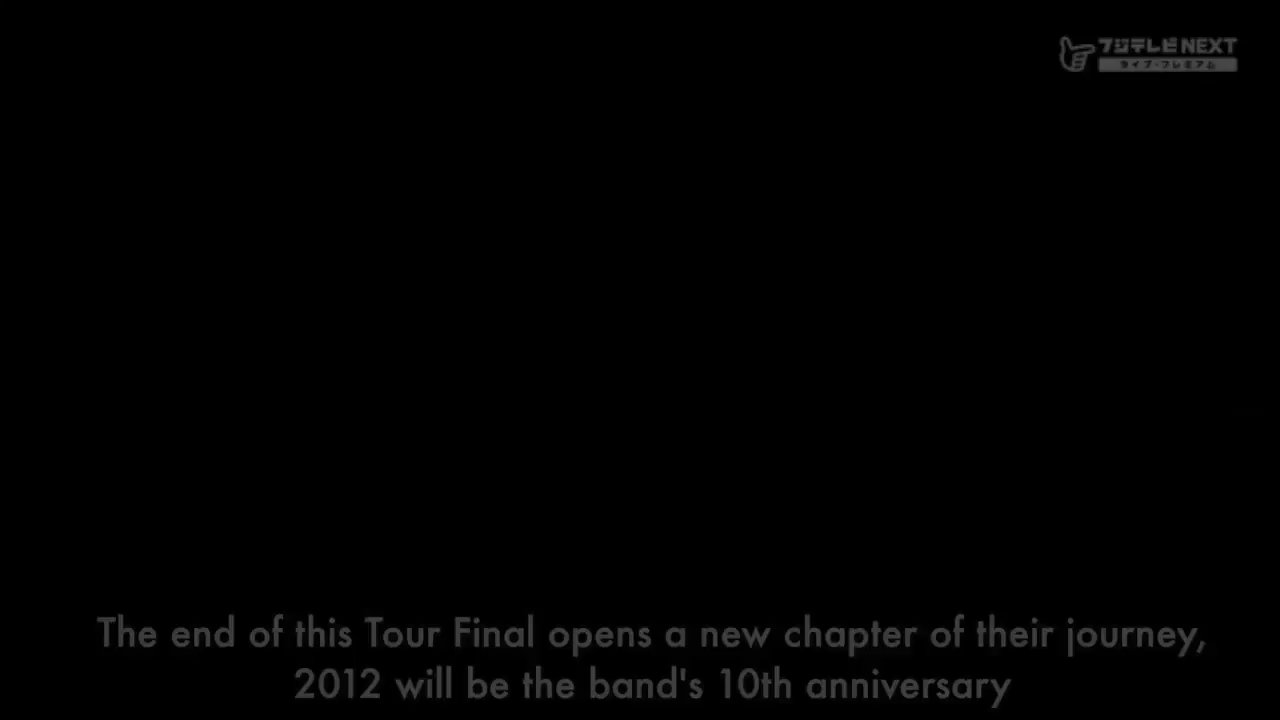 フジテレビNEXT
ライブ・プレミアム
The end of this Tour Final opens a new chapter of their journey,
2012 will be the band's 10th anniversary